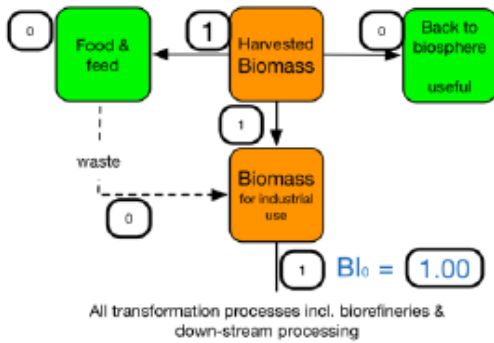 0
Food &
feed
1
Harvested
Biomass
0
Back to
biosphere
useful
1
waste
0
Biomass
for industrial
use
1
BI₀ = 1.00
All transformation processes incl. biorefineries &
down-stream processing